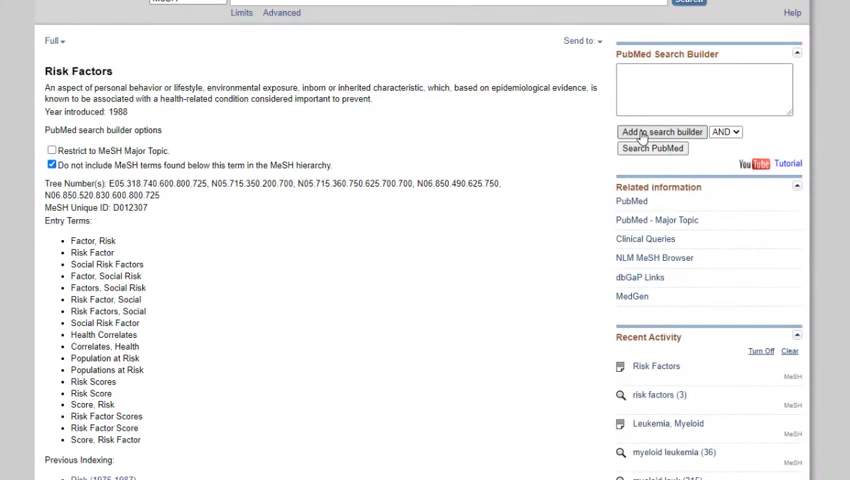 MeSH
Search
Limits Advanced Help
Full
Send to:
Risk Factors
An aspect of personal behavior or lifestyle, environmental exposure, inborn or inherited characteristic, which, based on epidemiological evidence, is
known to be associated with a health-related condition considered important to prevent.
Year introduced: 1988
PubMed search builder options
Restrict to MeSH Major Topic.
Do not include MeSH terms found below this term in the MeSH hierarchy.
Tree Number(s): E05.318.740.600.800.725, N05.715.350.200.700, N05.715.360.750.625.700.700, N06.850.490.625.750,
N06.850.520.830.600.800.725
MeSH Unique ID: D012307
Entry Terms:
Factor, Risk
Risk Factor
Social Risk Factors
Factor, Social Risk
Factors, Social Risk
Risk Factor, Social
Risk Factors, Social
Social Risk Factor
Health Correlates
Correlates, Health
Population at Risk
Populations at Risk
Risk Scores
Risk Score
Score, Risk
Risk Factor Scores
Risk Factor Score
Score, Risk Factor
Previous Indexing:
Risk (1975-1987)
PubMed Search Builder
Add to search builder AND
Search PubMed
YouTube Tutorial
Related information
PubMed
PubMed - Major Topic
Clinical Queries
NLM MeSH Browser
dbGaP Links
MedGen
Recent Activity
Turn Off Clear
Risk Factors
MeSH
risk factors (3)
MeSH
Leukemia, Myeloid
MeSH
myeloid leukemia (36)
MeSH